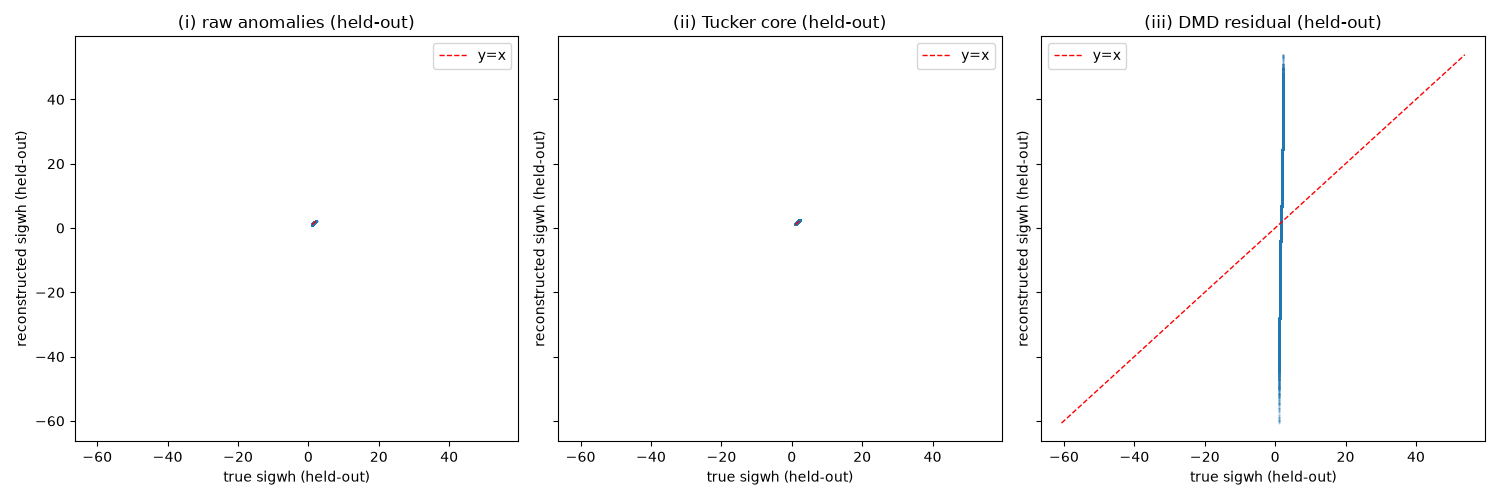 (i) raw anomalies (held-out)
(ii) Tucker core (held-out)
(iii) DMD residual (held-out)
y=x
y=x
y=x
reconstructed sigwh (held-out)
40
20
0
−20
−40
−60
reconstructed sigwh (held-out)
reconstructed sigwh (held-out)
−60 −40 −20 0 20 40
−60 −40 −20 0 20 40
−60 −40 −20 0 20 40
true sigwh (held-out)
true sigwh (held-out)
true sigwh (held-out)